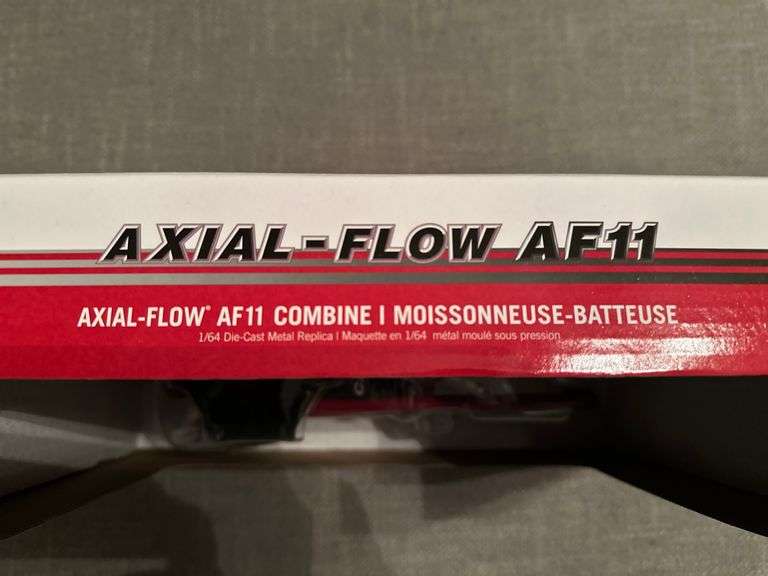 AXIAL-FLOW AF11
AXIAL-FLOW® AF11 COMBINE | MOISSONNEUSE-BATTEUSE
1/64 Die-Cast Metal Replica | Maquette en 1/64 métal moulé sous pression